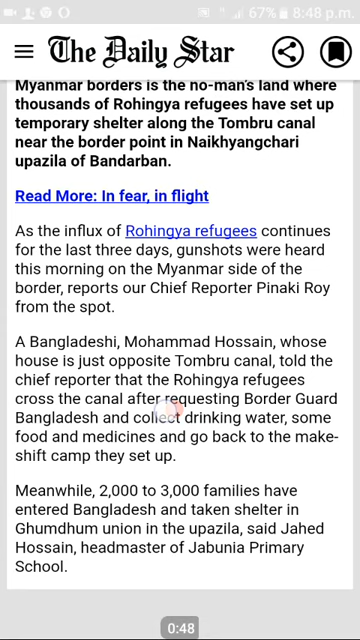 67% 8:48 p.m.
The Daily Star
Myanmar borders is the no-man's land where
thousands of Rohingya refugees have set up
temporary shelter along the Tombru canal
near the border point in Naikhyangchari
upazila of Bandarban.
Read More: In fear, in flight
As the influx of Rohingya refugees continues
for the last three days, gunshots were heard
this morning on the Myanmar side of the
border, reports our Chief Reporter Pinaki Roy
from the spot.
A Bangladeshi, Mohammad Hossain, whose
house is just opposite Tombru canal, told the
chief reporter that the Rohingya refugees
cross the canal after requesting Border Guard
Bangladesh and collect drinking water, some
food and medicines and go back to the make-
shift camp they set up.
Meanwhile, 2,000 to 3,000 families have
entered Bangladesh and taken shelter in
Ghumdhum union in the upazila, said Jahed
Hossain, headmaster of Jabunia Primary
School.
0:48